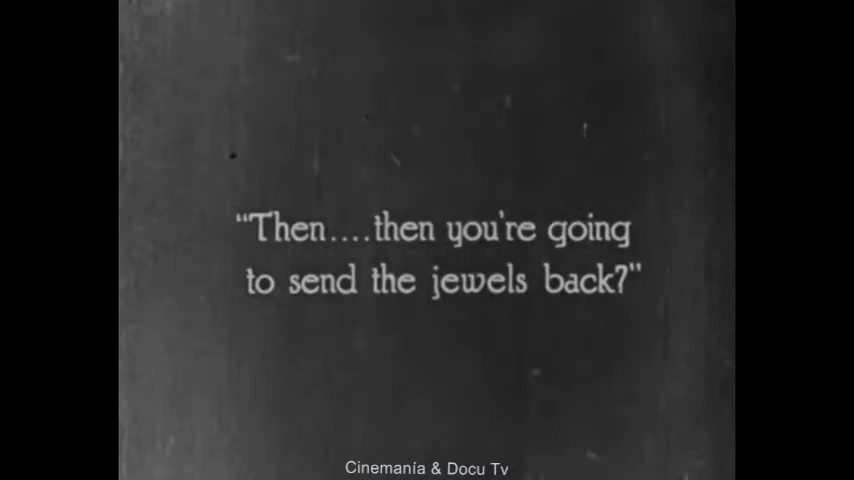 "Then....then you're going
to send the jewels back?"
Cinemanía & Docu Tv